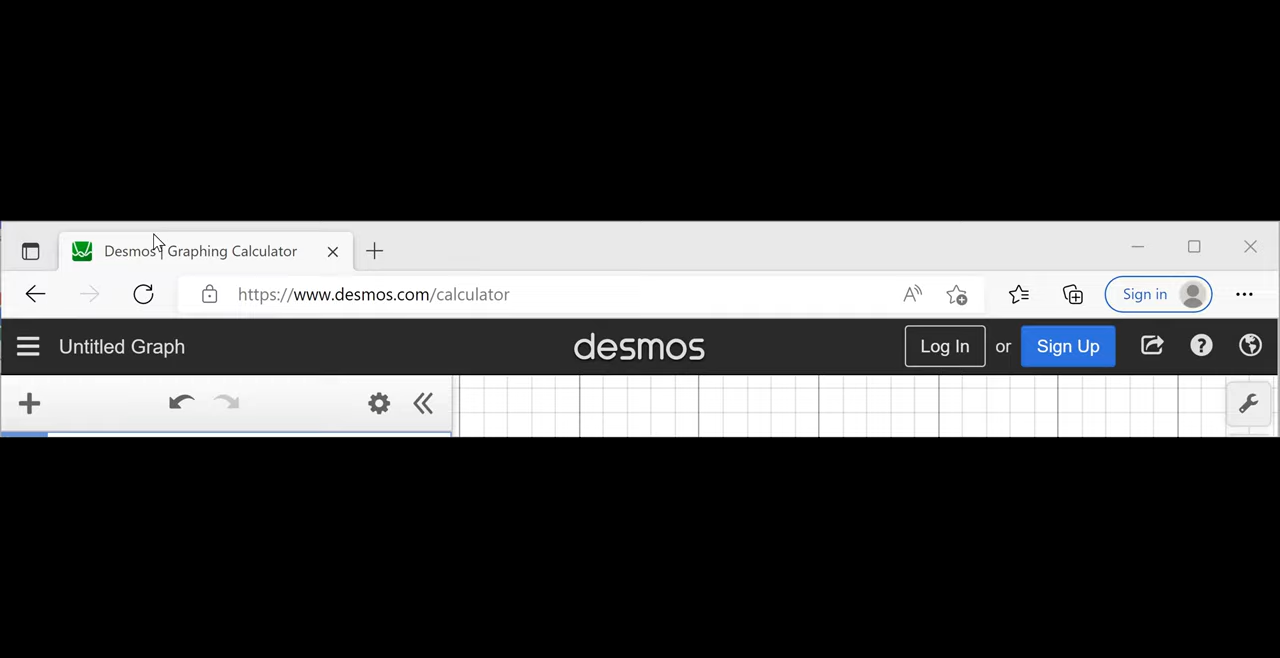 Desmos | Graphing Calculator
https://www.desmos.com/calculator
Sign in
Untitled Graph
desmos
Log In or Sign Up